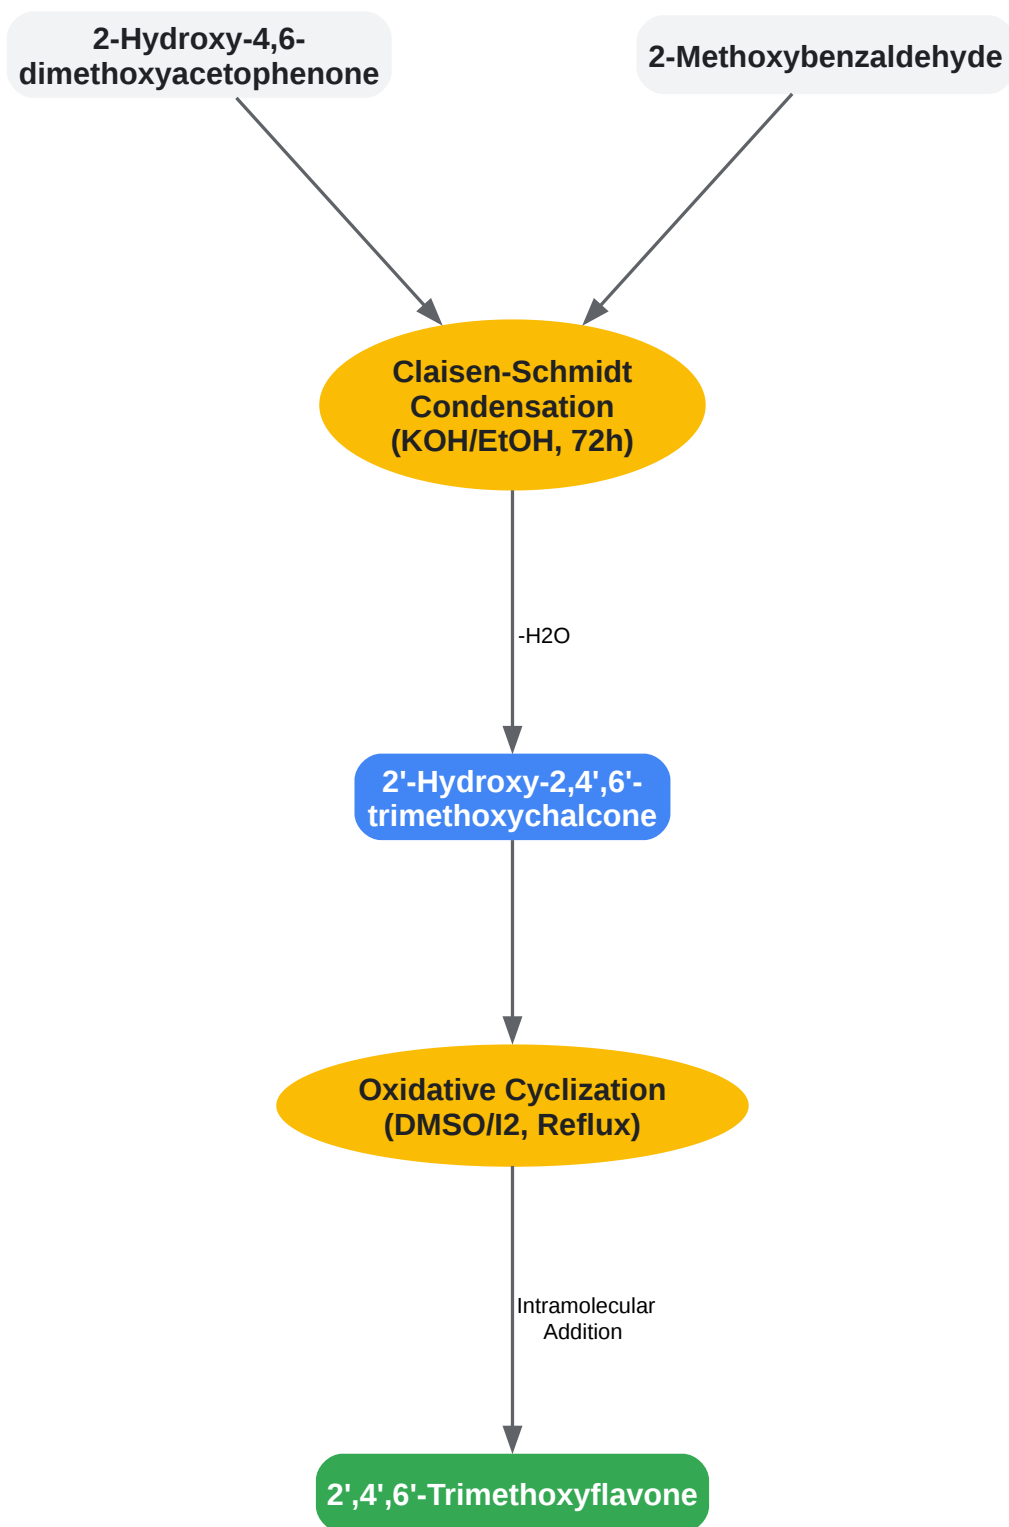 2-Hydroxy-4,6-
dimethoxyacetophenone
2-Methoxybenzaldehyde
Claisen-Schmidt
Condensation
(KOH/EtOH, 72h)
-H2O
2'-Hydroxy-2,4',6'-
trimethoxychalcone
Oxidative Cyclization
(DMSO/I2, Reflux)
Intramolecular
Addition
2',4',6'-Trimethoxyflavone